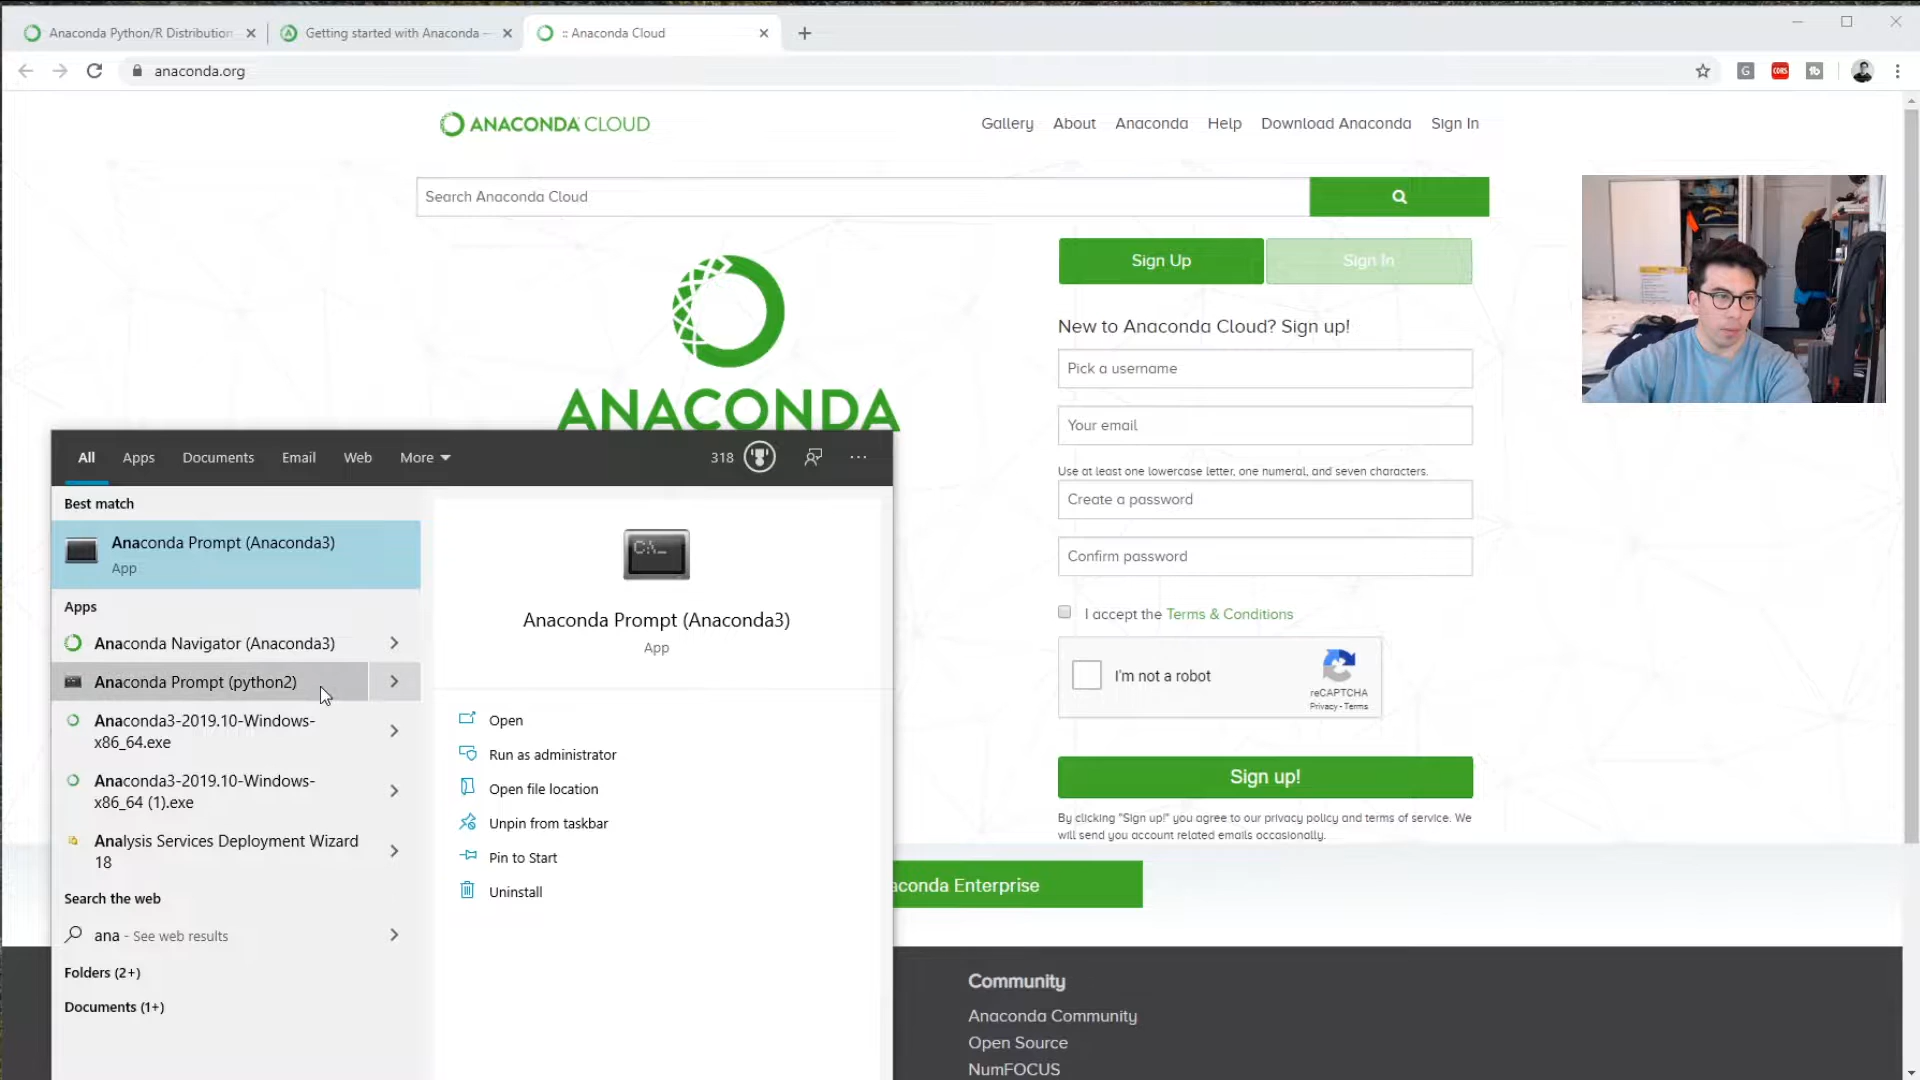 Anaconda Python/R Distribution
Getting started with Anaconda —
:: Anaconda Cloud
anaconda.org
G
CORS
tb
ANACONDA CLOUD
Gallery
About
Anaconda
Help
Download Anaconda
Sign In
Search Anaconda Cloud
Sign Up
Sign In
ANACONDA
New to Anaconda Cloud? Sign up!
Pick a username
Your email
Use at least one lowercase letter, one numeral, and seven characters.
Create a password
Confirm password
I accept the Terms & Conditions
I'm not a robot
reCAPTCHA
Privacy - Terms
Sign up!
By clicking "Sign up!" you agree to our privacy policy and terms of service. We
will send you account related emails occasionally.
aconda Enterprise
Community
Anaconda Community
Open Source
NumFOCUS
All
Apps
Documents
Email
Web
More
318
Best match
Anaconda Prompt (Anaconda3)
App
Apps
Anaconda Navigator (Anaconda3)
Anaconda Prompt (python2)
Anaconda3-2019.10-Windows-
x86_64.exe
Anaconda3-2019.10-Windows-
x86_64 (1).exe
Analysis Services Deployment Wizard
18
Search the web
ana - See web results
Folders (2+)
Documents (1+)
C:\_
Anaconda Prompt (Anaconda3)
App
Open
Run as administrator
Open file location
Unpin from taskbar
Pin to Start
Uninstall